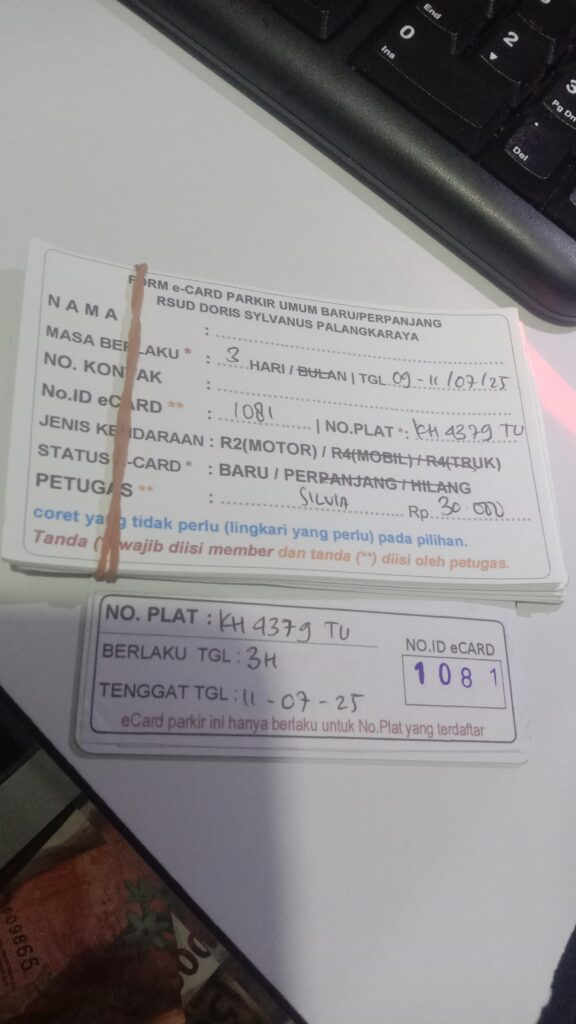 End
0
Ins
2
3
Pg Dn
Del
FORM e-CARD PARKIR UMUM BARU/PERPANJANG
RSUD DORIS SYLVANUS PALANGKARAYA
NAMA :
MASA BERLAKU * : 3 HARI / BULAN | TGL 09 - 11/07/25
NO. KONTAK :
No.ID eCARD ** : 1081 | NO.PLAT *: KH 4379 TU
JENIS KENDARAAN : R2(MOTOR) / R4(MOBIL) / R4(TRUK)
STATUS E-CARD * : BARU / PERPANJANG / HILANG
PETUGAS ** : SILVIA Rp. 30.000
coret yang tidak perlu (lingkari yang perlu) pada pilihan.
Tanda (*) wajib diisi member dan tanda (**) diisi oleh petugas.
NO. PLAT : KH 4379 TU
BERLAKU TGL : 3H
TENGGAT TGL : 11 - 07 - 25
NO.ID eCARD
1081
eCard parkir ini hanya berlaku untuk No.Plat yang terdaftar